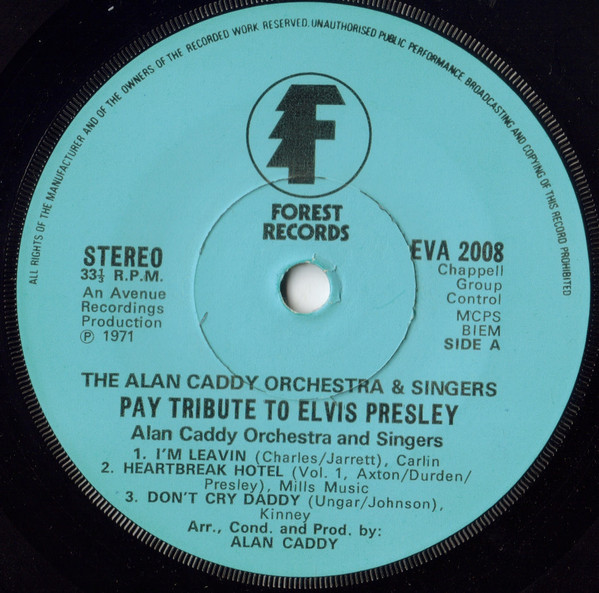 ALL RIGHTS OF THE MANUFACTURER AND OF THE OWNERS OF THE RECORDED WORK RESERVED. UNAUTHORISED PUBLIC PERFORMANCE BROADCASTING AND COPYING OF THIS RECORD PROHIBITED
F
FOREST
RECORDS
STEREO
33⅓ R.P.M.
An Avenue
Recordings
Production
℗ 1971
EVA 2008
Chappell
Group
Control
MCPS
BIEM
SIDE A
THE ALAN CADDY ORCHESTRA & SINGERS
PAY TRIBUTE TO ELVIS PRESLEY
Alan Caddy Orchestra and Singers
1. I'M LEAVIN (Charles/Jarrett), Carlin
2. HEARTBREAK HOTEL (Vol. 1, Axton/Durden/
Presley), Mills Music
3. DON'T CRY DADDY (Ungar/Johnson),
Kinney
Arr., Cond. and Prod. by:
ALAN CADDY